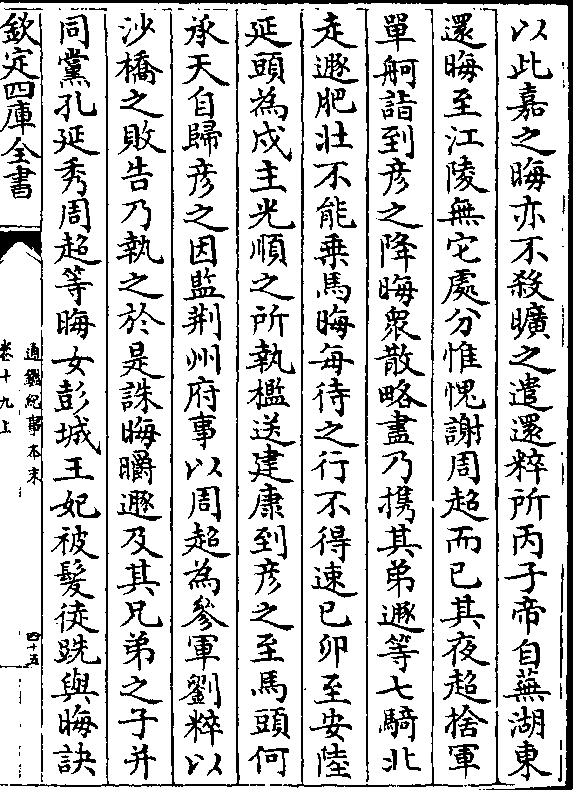 以此嘉之晦亦不殺曠之遣還粹所丙子帝自蕪湖東
還晦至江陵無它處分惟愧謝周超而已其夜超捨軍
單舸詣到彦之降晦衆散略盡乃携其弟遯等七騎北
走遯肥壯不能乗馬晦每待之行不得速己卯至安陸
延頭為戍主光順之所執檻送建康到彦之至馬頭何
承天自歸彦之因監荆州府事以周超為參軍劉粹以
沙橋之敗告乃執之於是誅晦㬭遯及其兄弟之子并
同黨孔延秀周超等晦女彭城王妃被髮徒跣與晦訣
欽定四庫全書
通鑑紀事本末
卷十九上
四十五